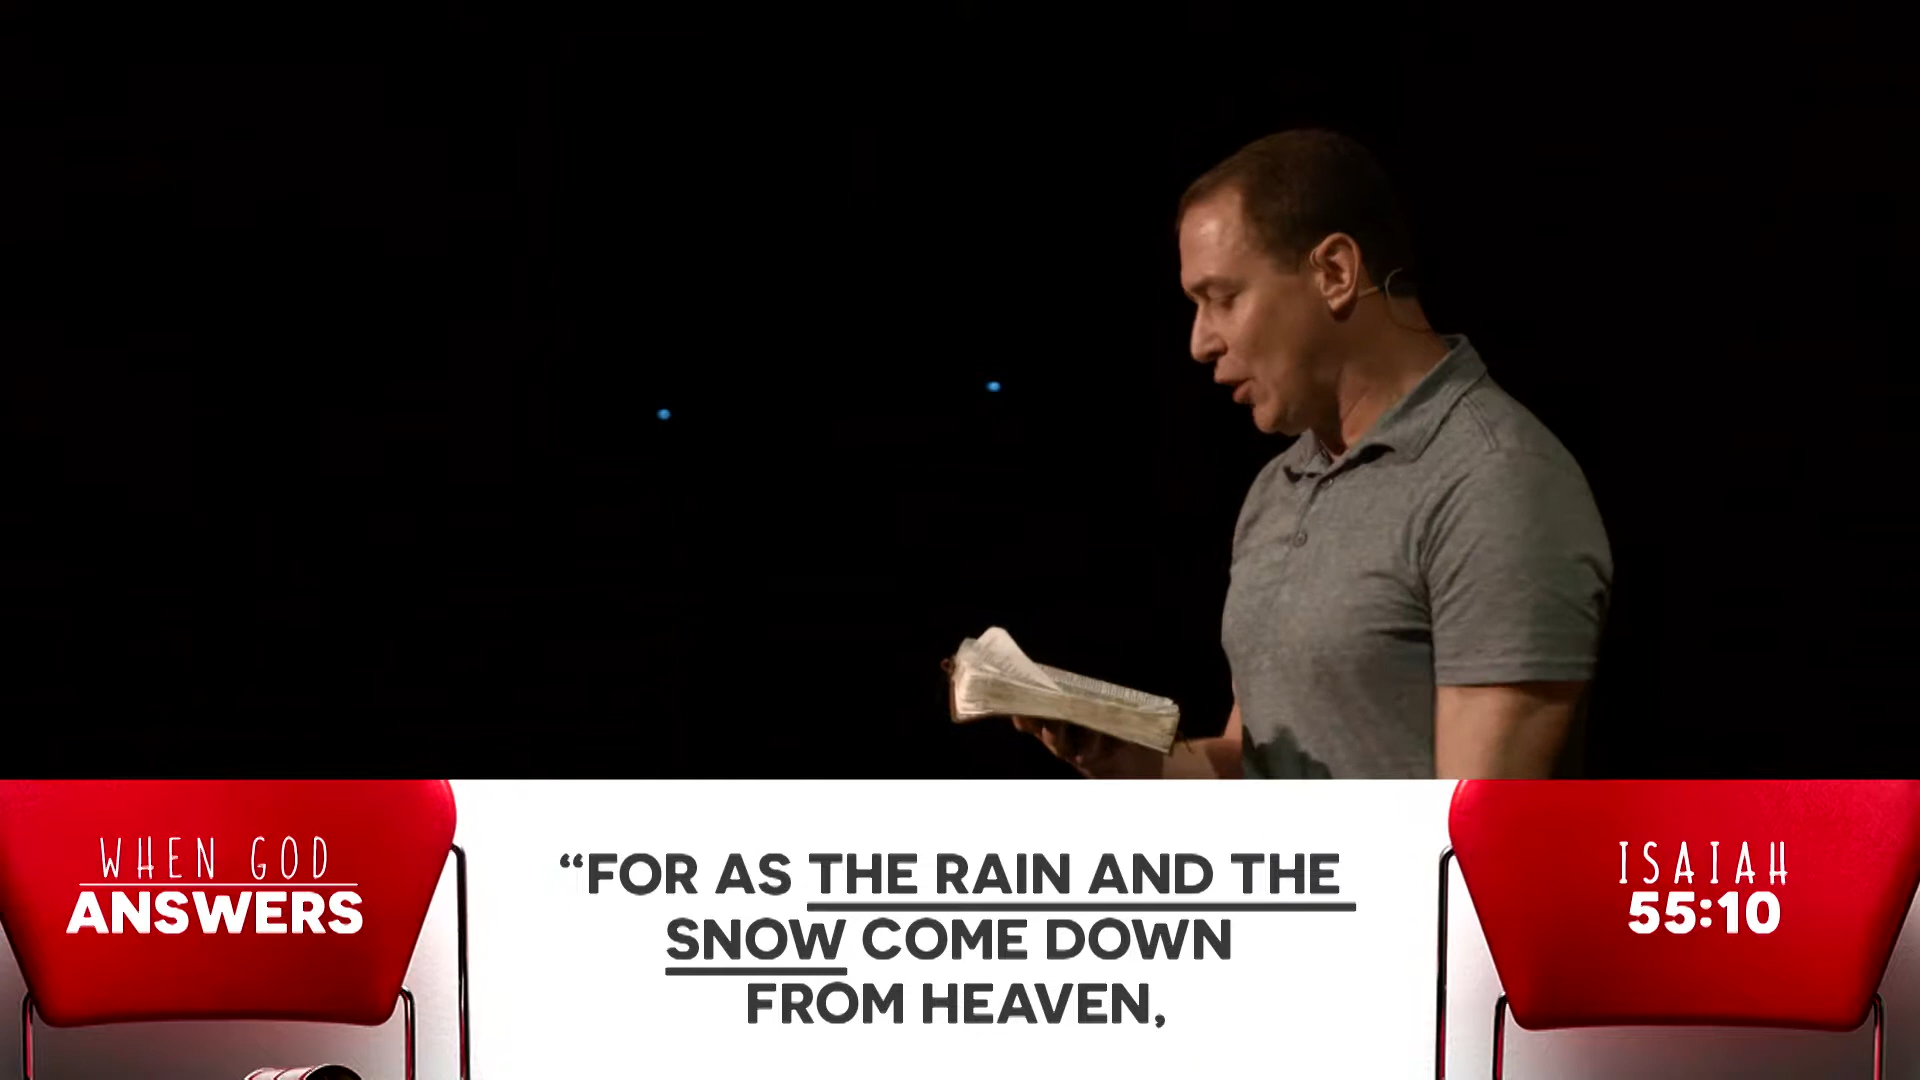 WHEN GOD
ANSWERS
“FOR AS THE RAIN AND THE
SNOW COME DOWN
FROM HEAVEN,
ISAIAH
55:10